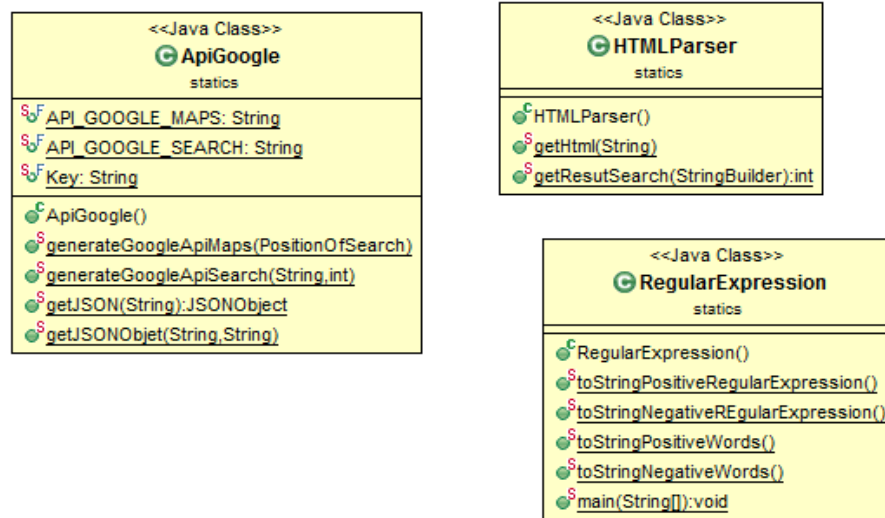 <<Java Class>>
ApiGoogle
statics
API_GOOGLE_MAPS: String
API_GOOGLE_SEARCH: String
Key: String
ApiGoogle()
generateGoogleApiMaps(PositionOfSearch)
generateGoogleApiSearch(String,int)
getJSON(String):JSONObject
getJSONObjet(String,String)
<<Java Class>>
HTMLParser
statics
HTMLParser()
getHtml(String)
getResutSearch(StringBuilder):int
<<Java Class>>
RegularExpression
statics
RegularExpression()
toStringPositiveRegularExpression()
toStringNegativeREgularExpression()
toStringPositiveWords()
toStringNegativeWords()
main(String[]):void